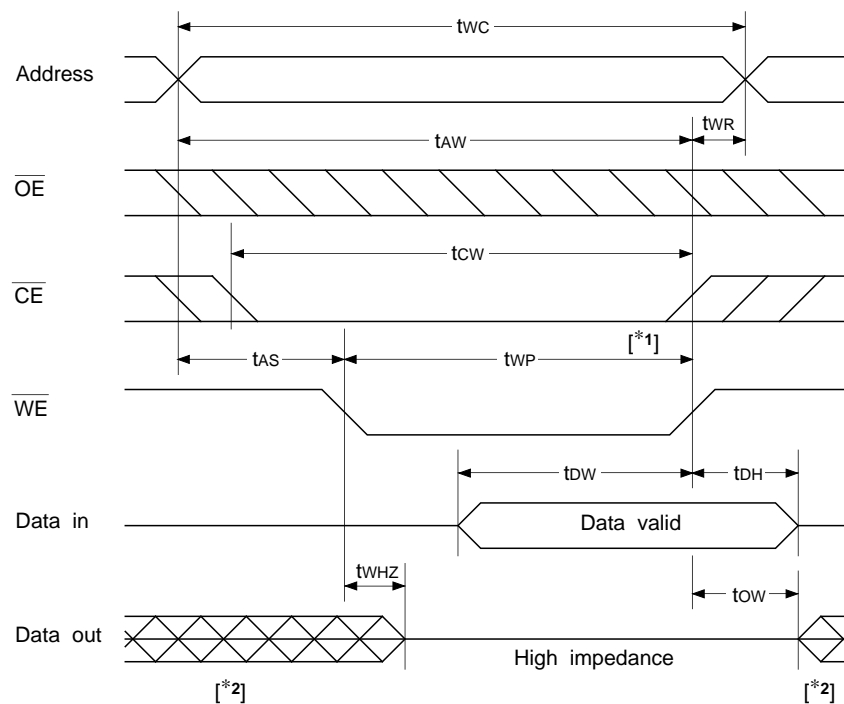 tWC
Address
tAW
tWR
OE
tCW
CE
tAS
tWP
[*1]
WE
tDW
tDH
Data in
Data valid
tWHZ
tOW
Data out
High impedance
[*2]
[*2]